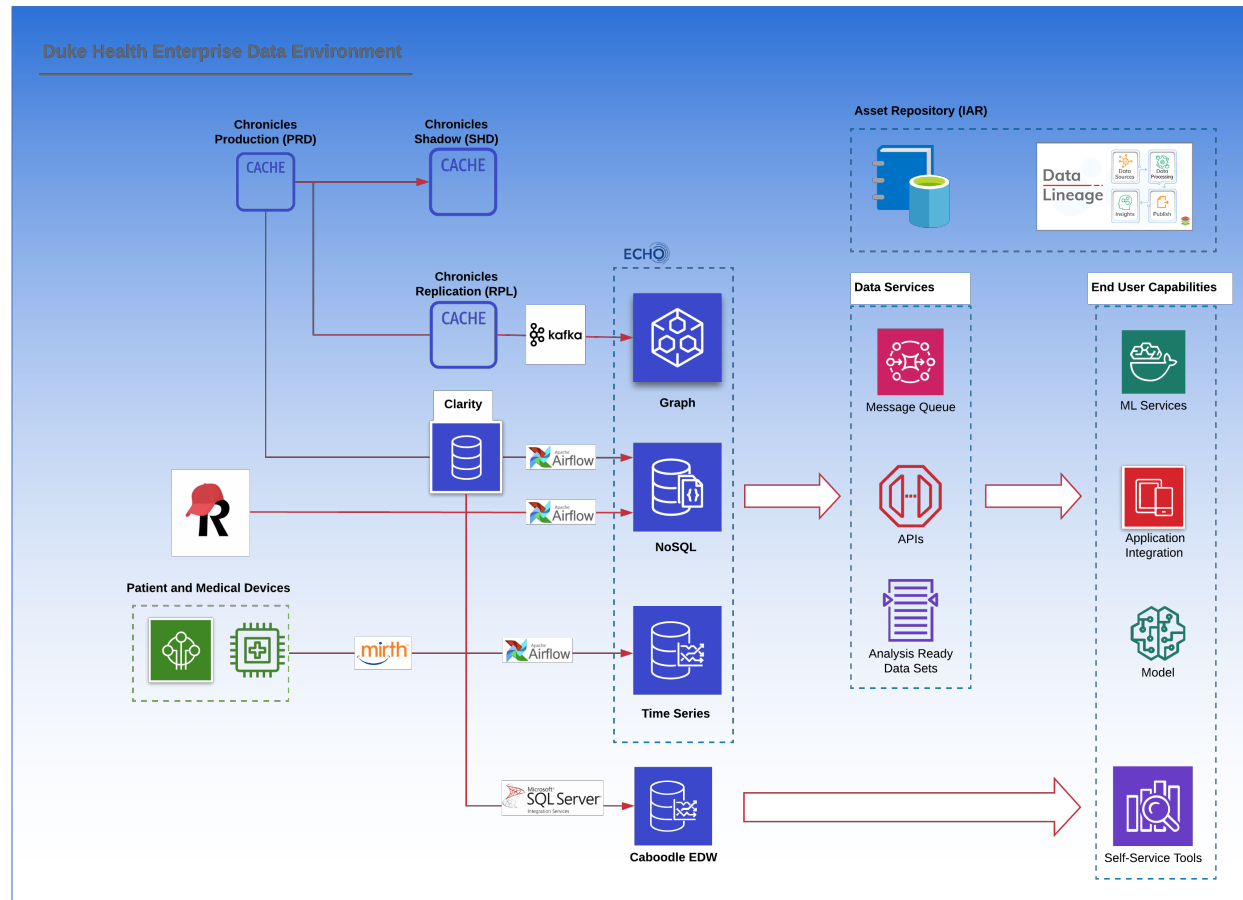 Duke Health Enterprise Data Environment
Asset Repository (IAR)
Chronicles
Production (PRD)
Chronicles
Shadow (SHD)
CACHE
CACHE
Data
Lineage
Data
Sources
Data
Processing
Insights
Publish
ECHO
Chronicles
Replication (RPL)
CACHE
kafka
Graph
Data Services
End User Capabilities
Message Queue
ML Services
Clarity
Apache
Airflow
NoSQL
R
Apache
Airflow
APIs
Application
Integration
Patient and Medical Devices
mirth
Apache
Airflow
Time Series
Analysis Ready
Data Sets
Model
Microsoft
SQL Server
Integration Services
Caboodle EDW
Self-Service Tools